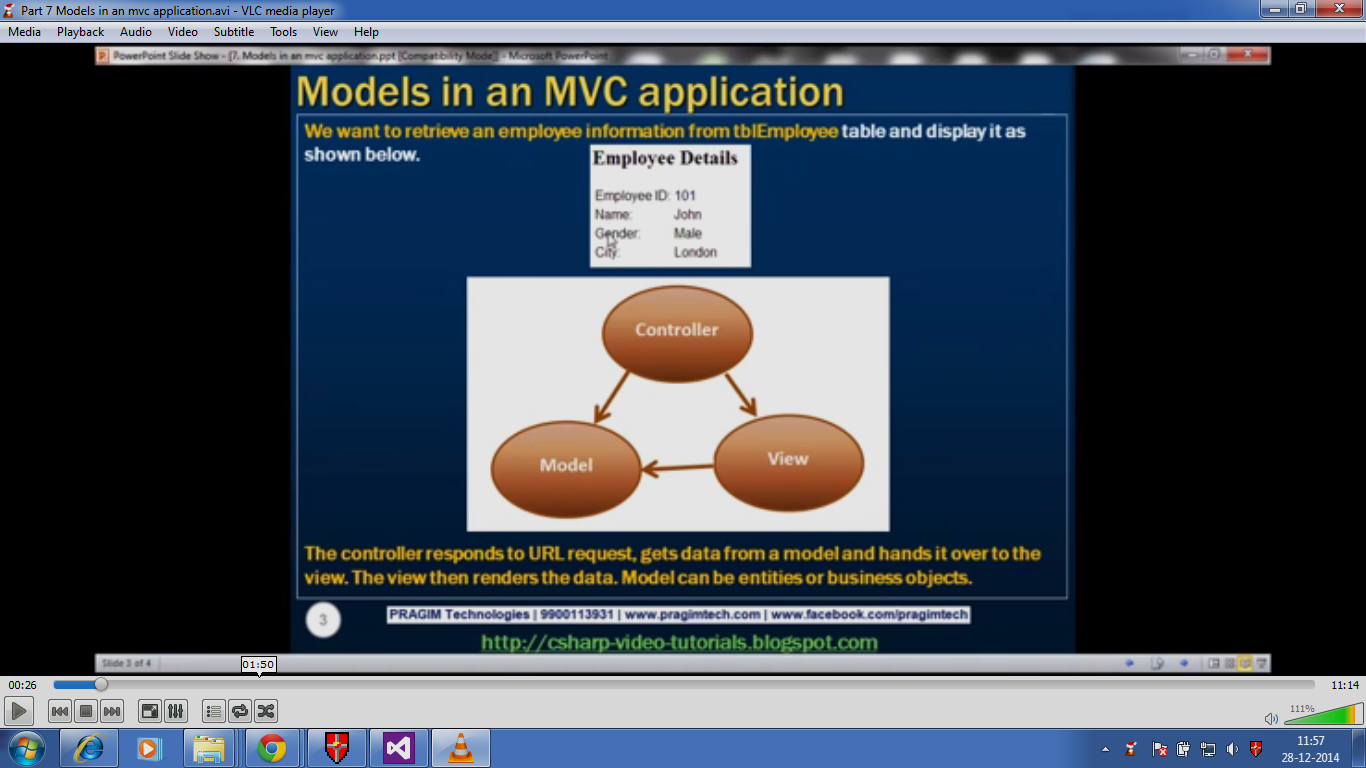 Part 7 Models in an mvc application.avi - VLC media player
Media Playback Audio Video Subtitle Tools View Help
PowerPoint Slide Show - [7. Models in an mvc application.ppt [Compatibility Mode]] - Microsoft PowerPoint
Models in an MVC application
We want to retrieve an employee information from tblEmployee table and display it as
shown below.
Employee Details
Employee ID: 101
Name: John
Gender: Male
City: London
Controller
Model
View
The controller responds to URL request, gets data from a model and hands it over to the
view. The view then renders the data. Model can be entities or business objects.
3
PRAGIM Technologies | 9900113931 | www.pragimtech.com | www.facebook.com/pragimtech
http://csharp-video-tutorials.blogspot.com
Slide 3 of 4
01:50
00:26
11:14
111%
11:57
28-12-2014